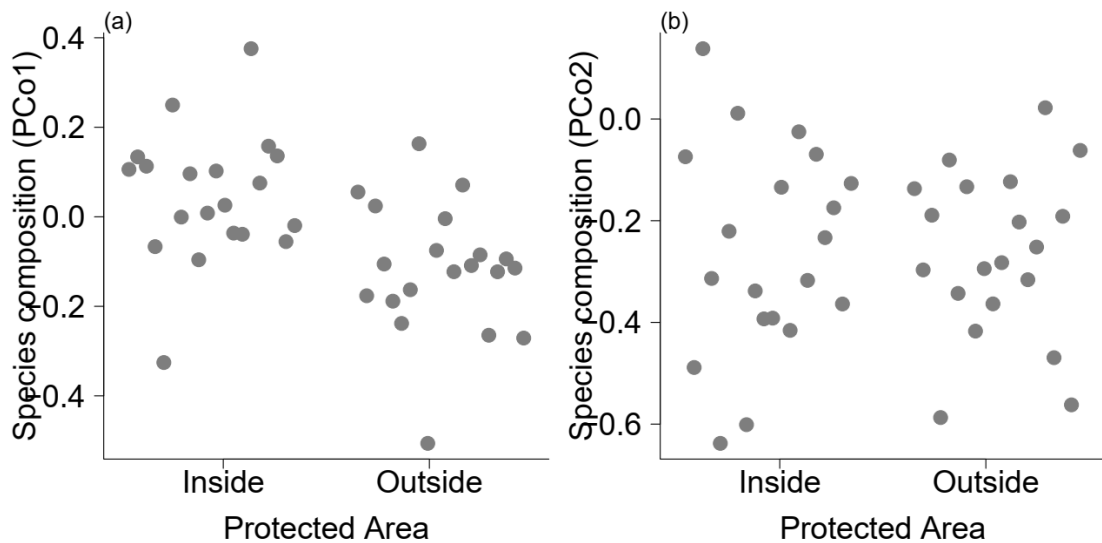 (a)
Species composition (PCo1)
0.4
0.2
0.0
−0.2
−0.4
Inside
Outside
Protected Area
(b)
Species composition (PCo2)
0.0
−0.2
−0.4
−0.6
Inside
Outside
Protected Area